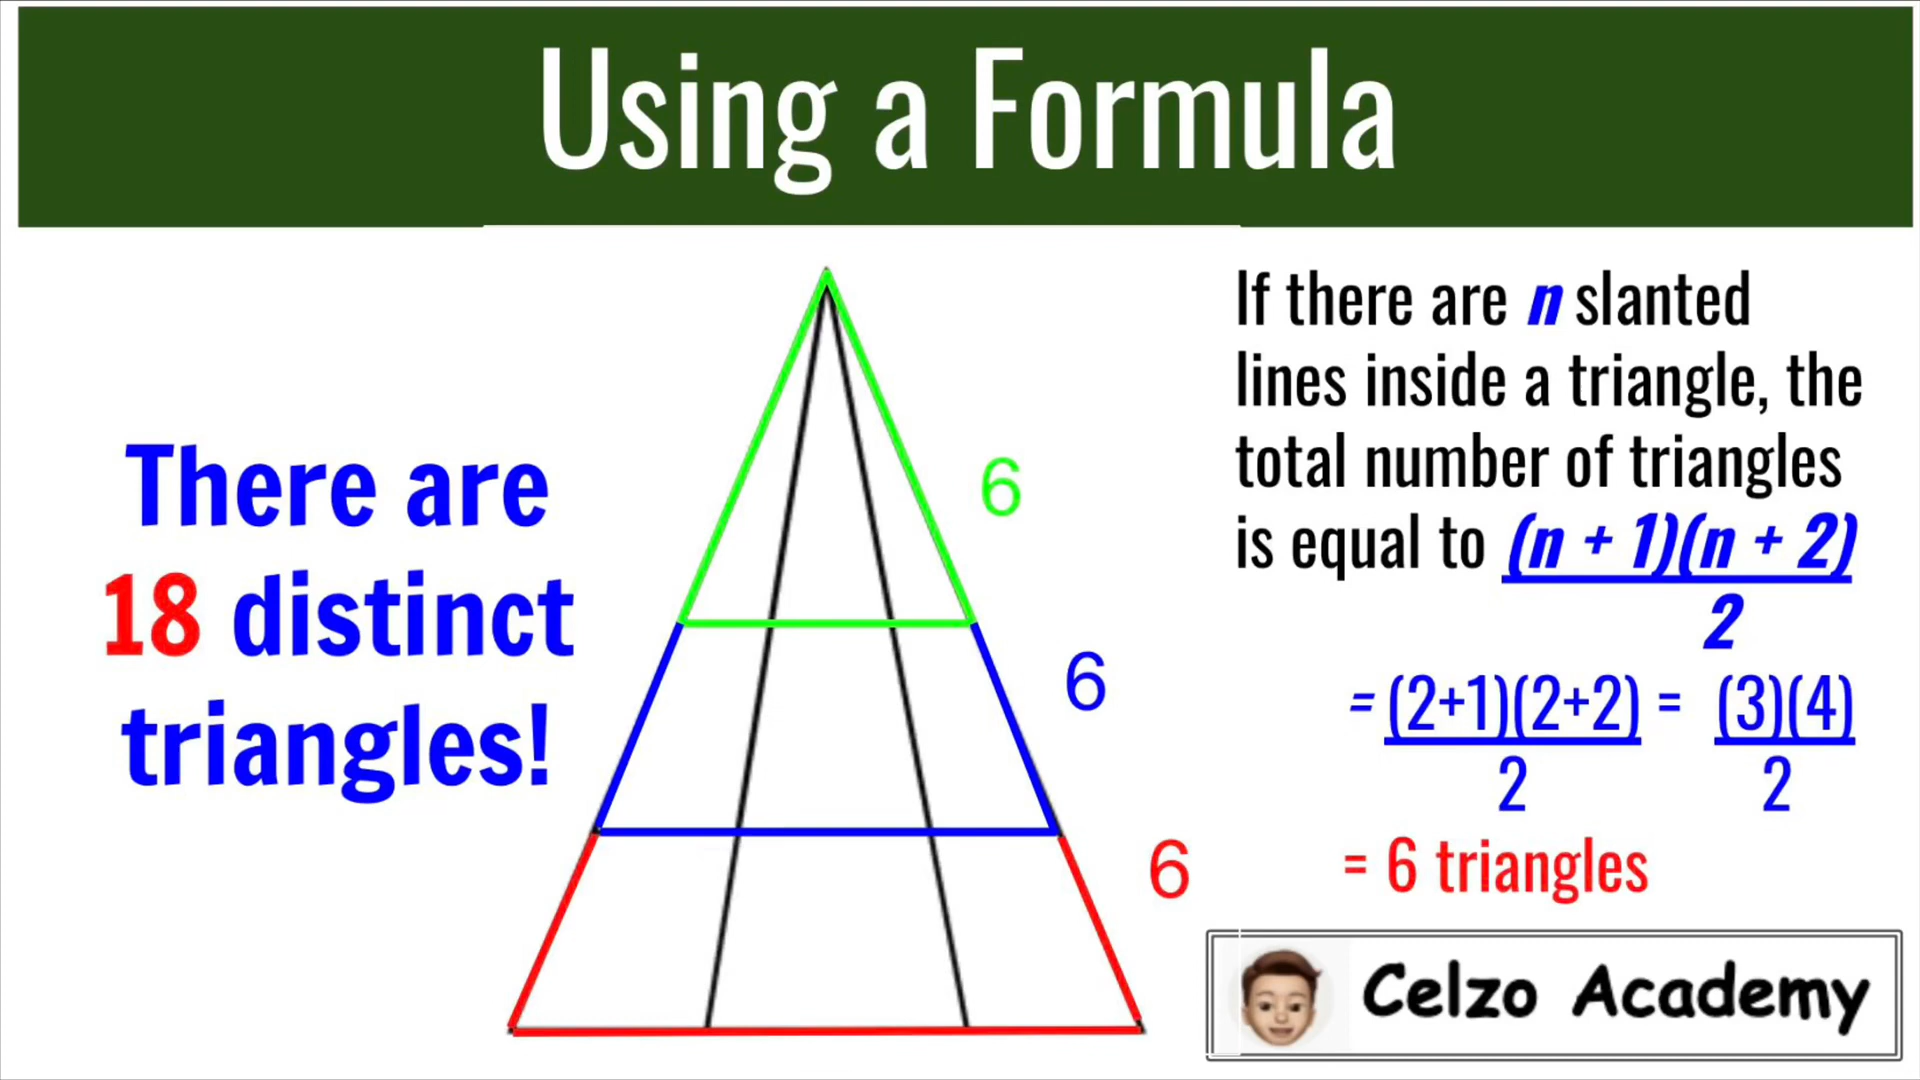 Using a Formula
There are
18 distinct
triangles!
6
6
6
If there are n slanted
lines inside a triangle, the
total number of triangles
is equal to (n + 1)(n + 2)
2
= (2+1)(2+2) = (3)(4)
2 2
= 6 triangles
Celzo Academy